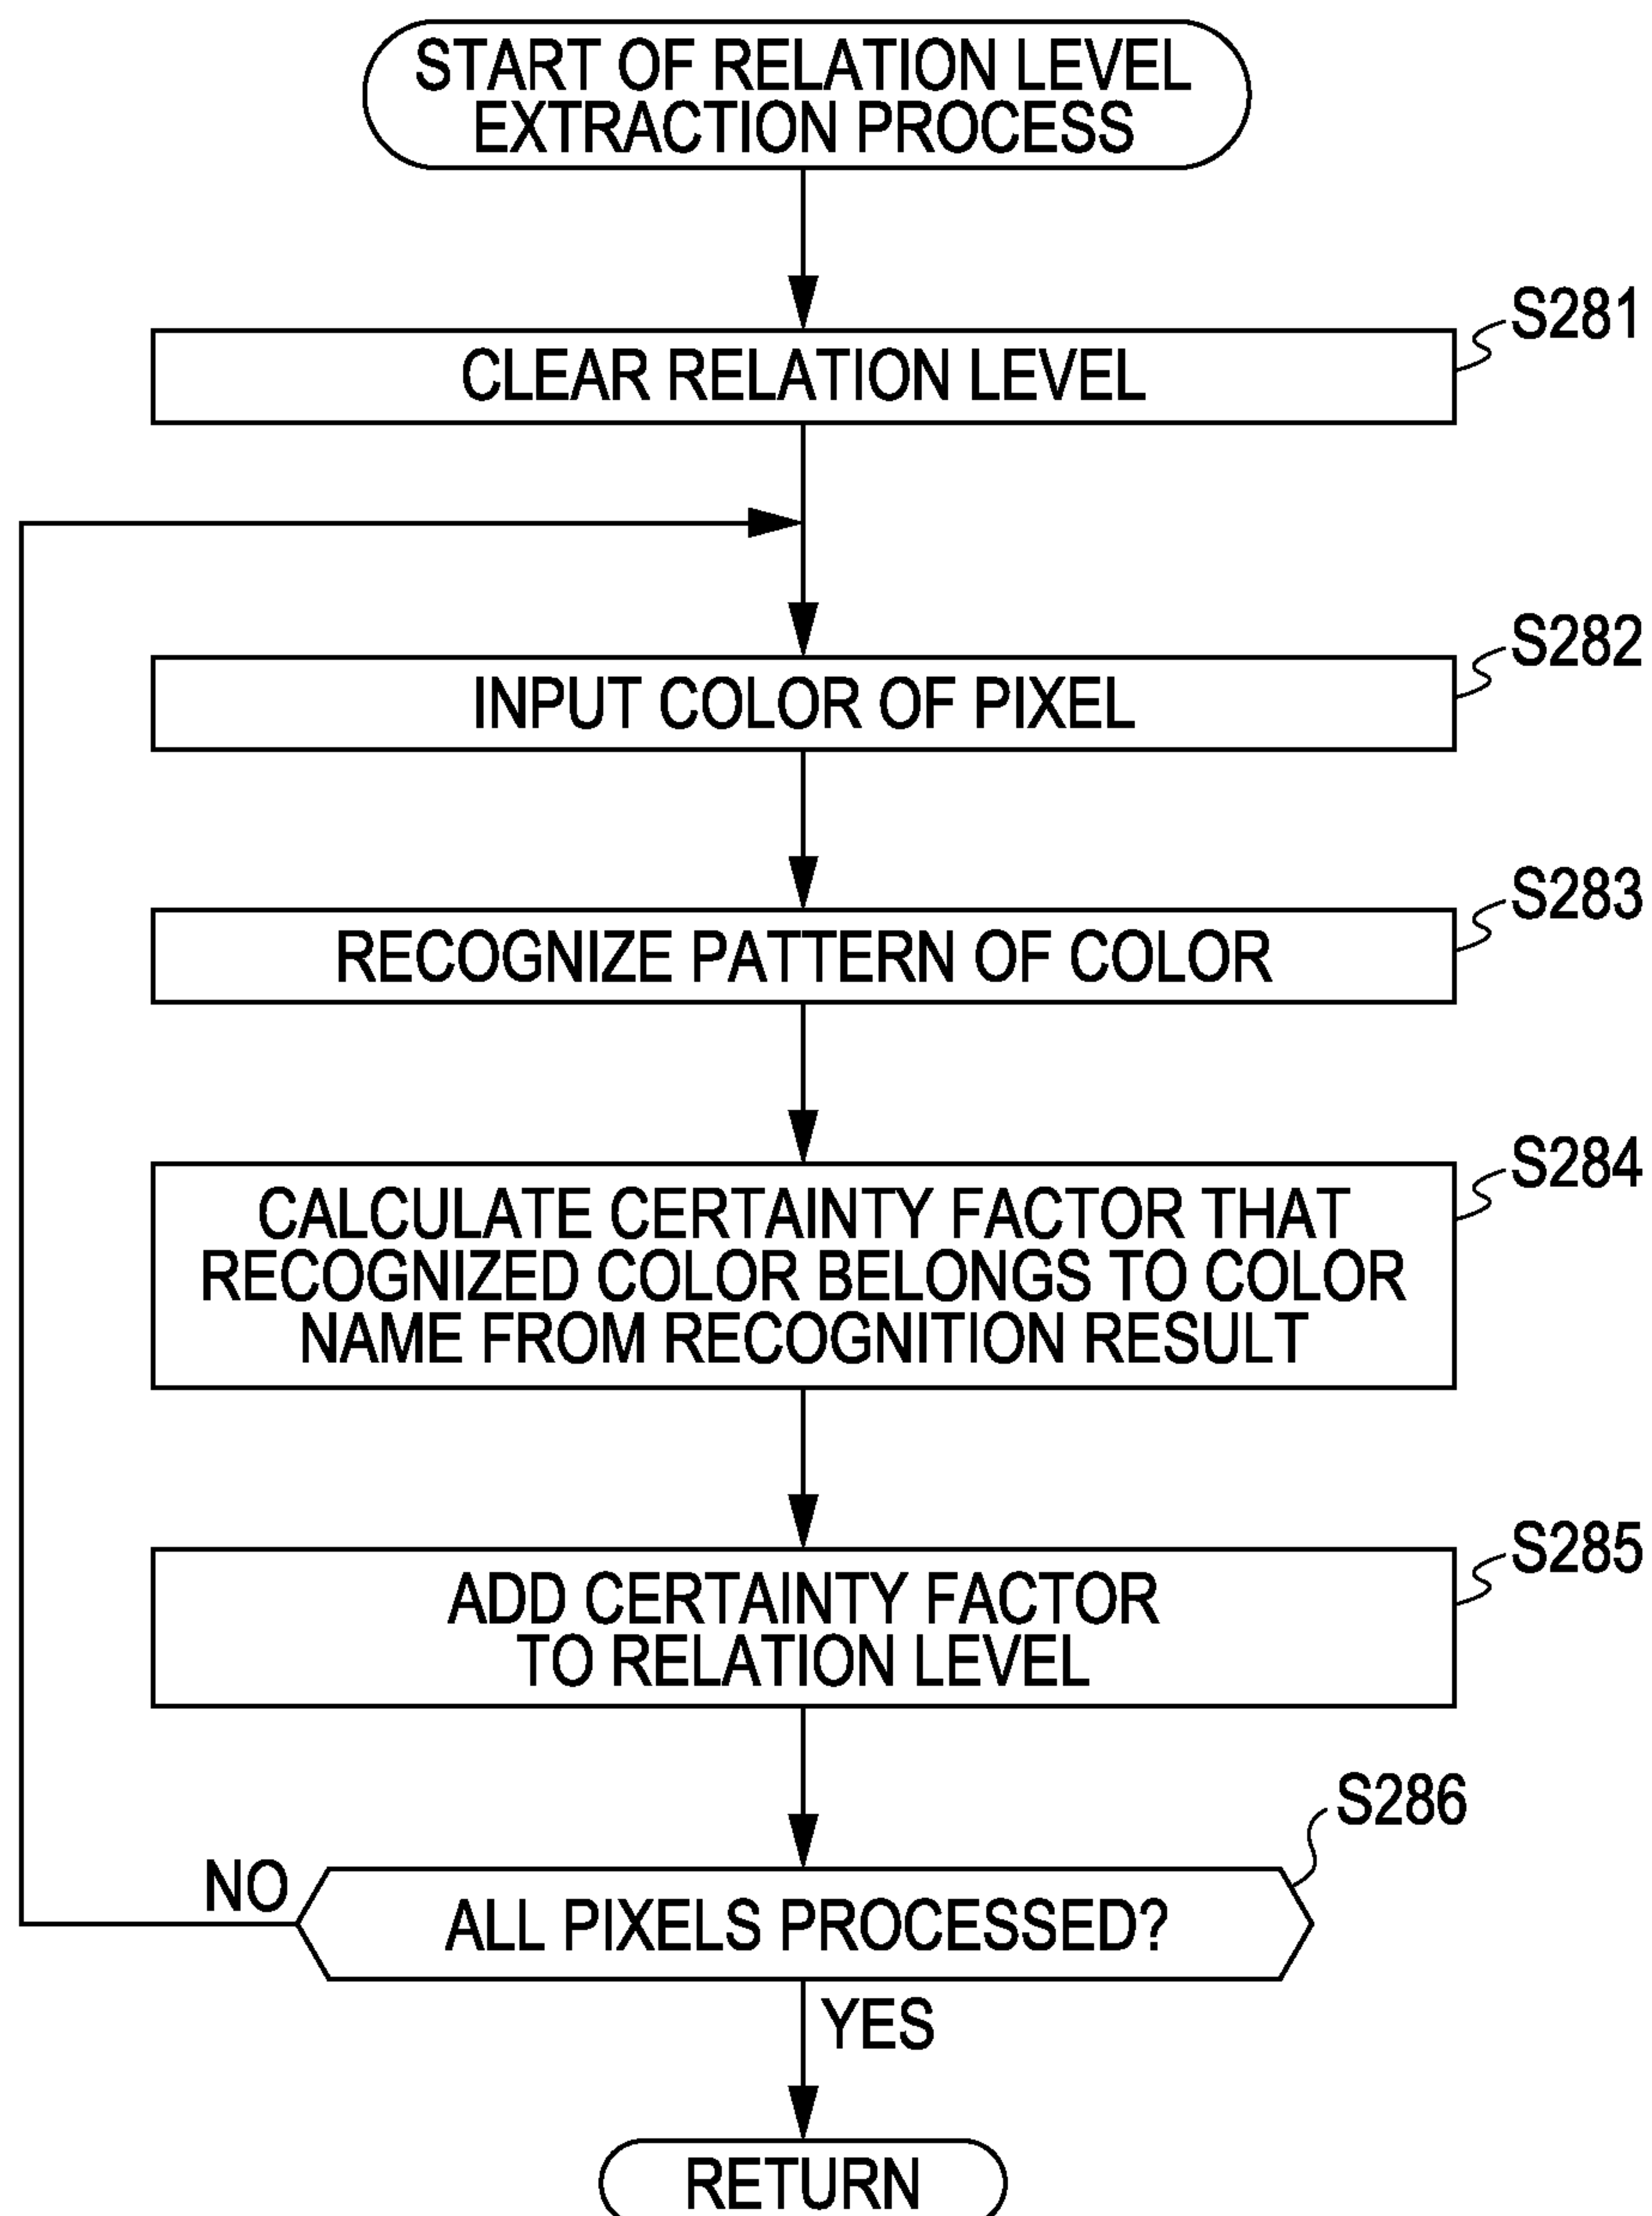 START OF RELATION LEVEL
EXTRACTION PROCESS
S281
CLEAR RELATION LEVEL
S282
INPUT COLOR OF PIXEL
S283
RECOGNIZE PATTERN OF COLOR
S284
CALCULATE CERTAINTY FACTOR THAT
RECOGNIZED COLOR BELONGS TO COLOR
NAME FROM RECOGNITION RESULT
S285
ADD CERTAINTY FACTOR
TO RELATION LEVEL
S286
NO
ALL PIXELS PROCESSED?
YES
RETURN